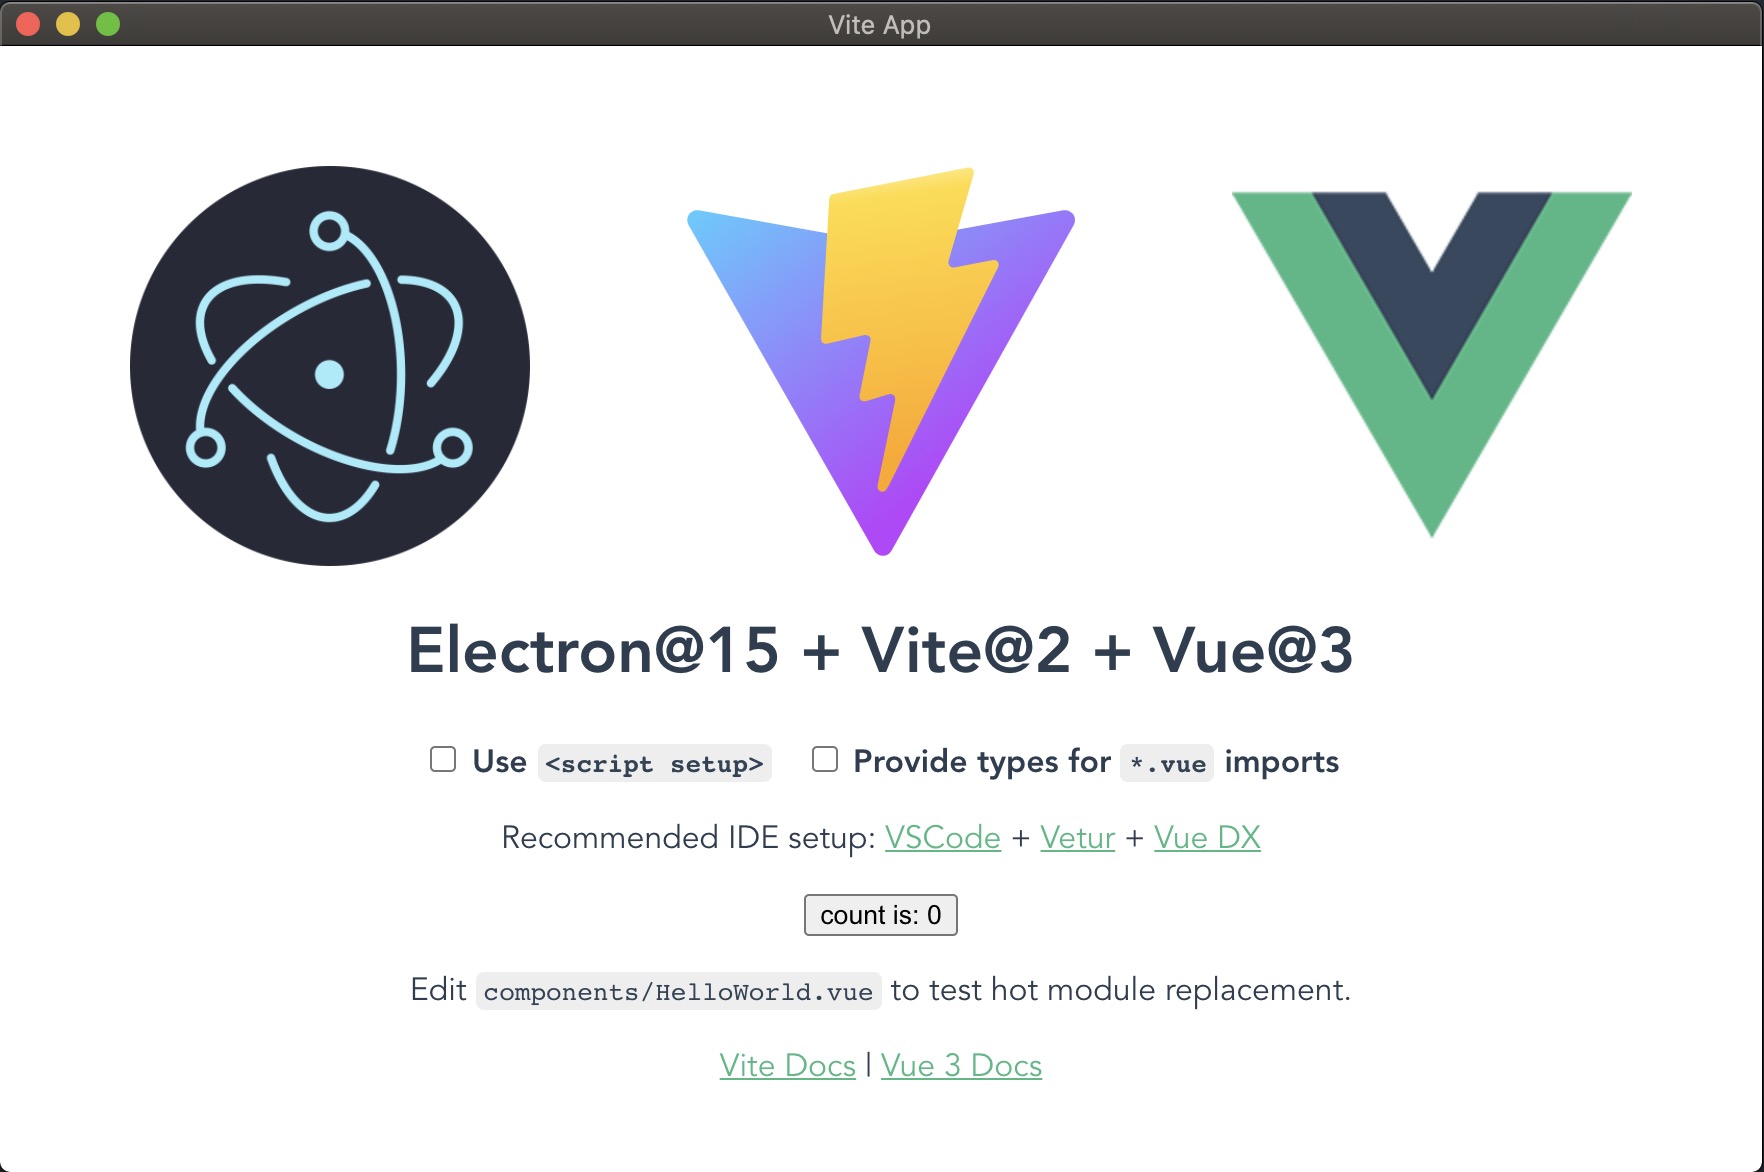 Vite App
Electron@15 + Vite@2 + Vue@3
Use <script setup> Provide types for *.vue imports
Recommended IDE setup: VSCode + Vetur + Vue DX
count is: 0
Edit components/HelloWorld.vue to test hot module replacement.
Vite Docs | Vue 3 Docs